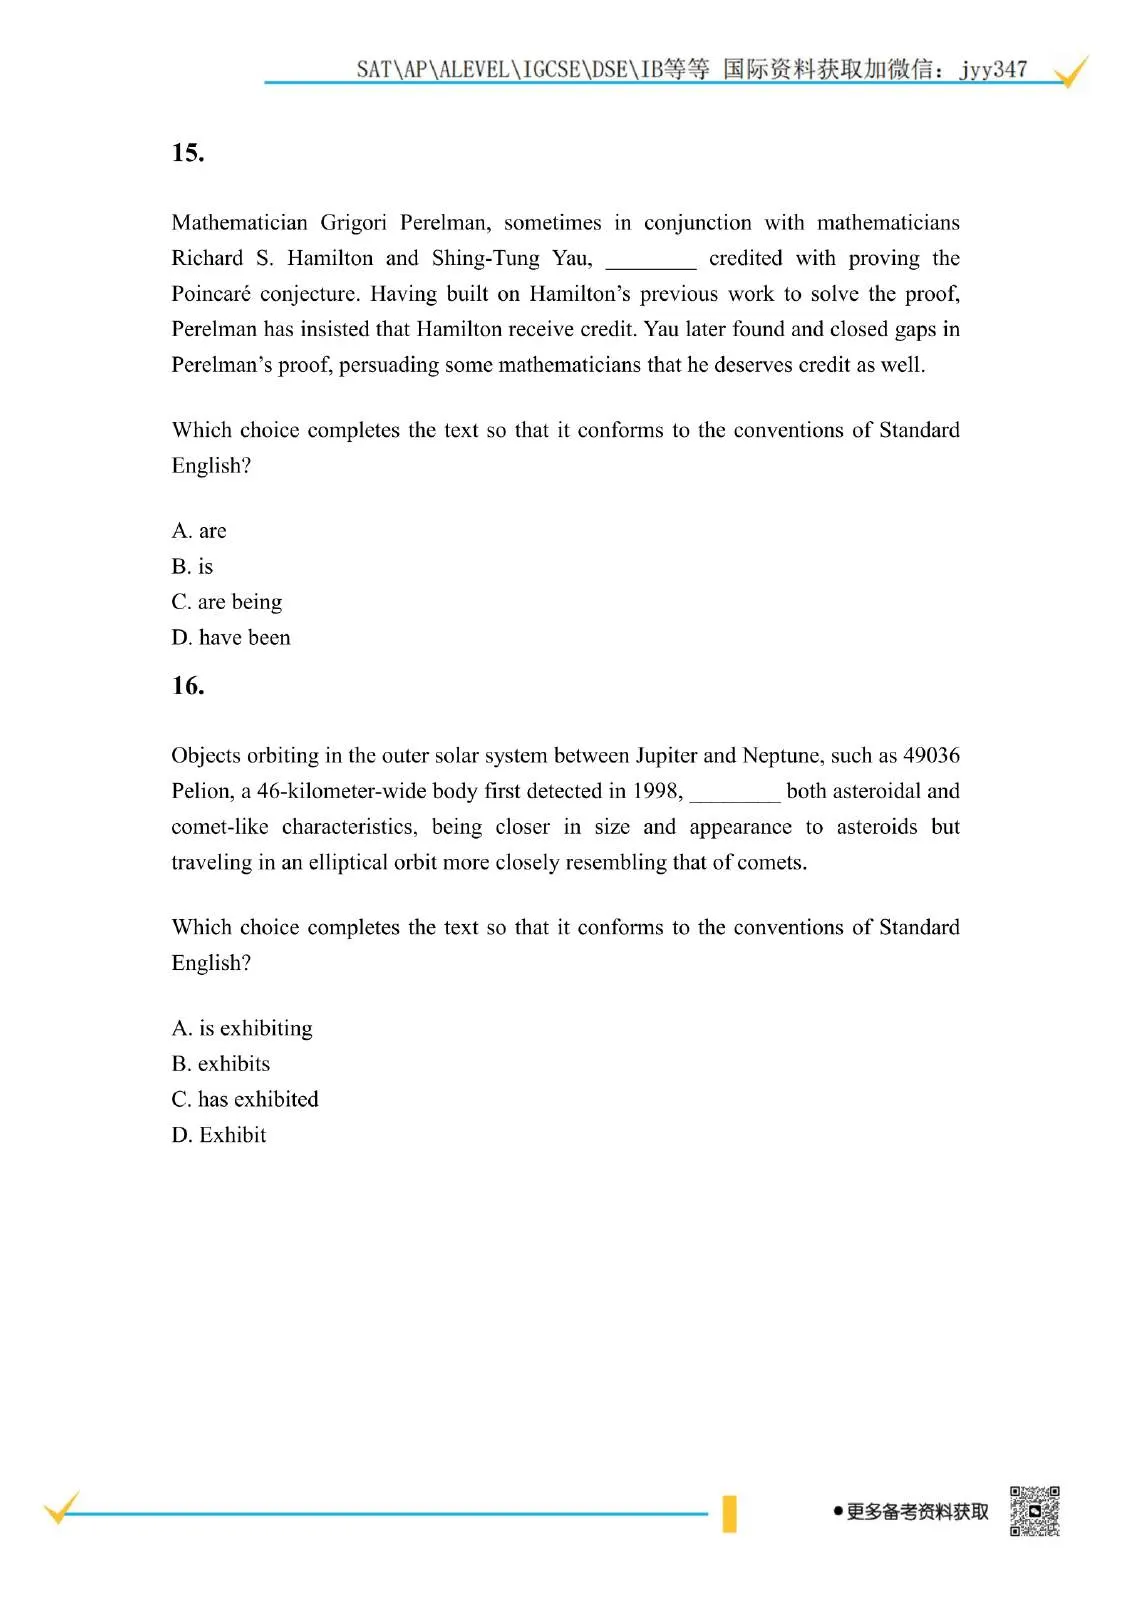 SAT\AP\ALEVEL\IGCSE\DSE\IB等等 国际资料获取加微信：jyy347
15.
Mathematician Grigori Perelman, sometimes in conjunction with mathematicians
Richard S. Hamilton and Shing-Tung Yau, ________ credited with proving the
Poincaré conjecture. Having built on Hamilton’s previous work to solve the proof,
Perelman has insisted that Hamilton receive credit. Yau later found and closed gaps in
Perelman’s proof, persuading some mathematicians that he deserves credit as well.
Which choice completes the text so that it conforms to the conventions of Standard
English?
A. are
B. is
C. are being
D. have been
16.
Objects orbiting in the outer solar system between Jupiter and Neptune, such as 49036
Pelion, a 46-kilometer-wide body first detected in 1998, ________ both asteroidal and
comet-like characteristics, being closer in size and appearance to asteroids but
traveling in an elliptical orbit more closely resembling that of comets.
Which choice completes the text so that it conforms to the conventions of Standard
English?
A. is exhibiting
B. exhibits
C. has exhibited
D. Exhibit
●更多备考资料获取